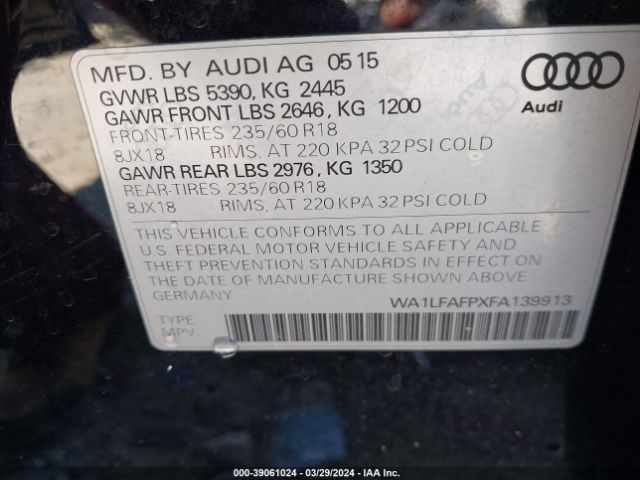 MFD. BY AUDI AG 05 15
GVWR LBS 5390, KG 2445
GAWR FRONT LBS 2646, KG 1200
FRONT-TIRES 235/60 R18
8JX18 RIMS, AT 220 KPA 32 PSI COLD
GAWR REAR LBS 2976, KG 1350
REAR-TIRES 235/60 R18
8JX18 RIMS, AT 220 KPA 32 PSI COLD
Audi
THIS VEHICLE CONFORMS TO ALL APPLICABLE
U.S. FEDERAL MOTOR VEHICLE SAFETY AND
THEFT PREVENTION STANDARDS IN EFFECT ON
THE DATE OF MANUFACTURE SHOWN ABOVE
GERMANY
WA1LFAFPXFA139913
TYPE
MPV
000-39061024 | 03/29/2024 | IAA Inc.